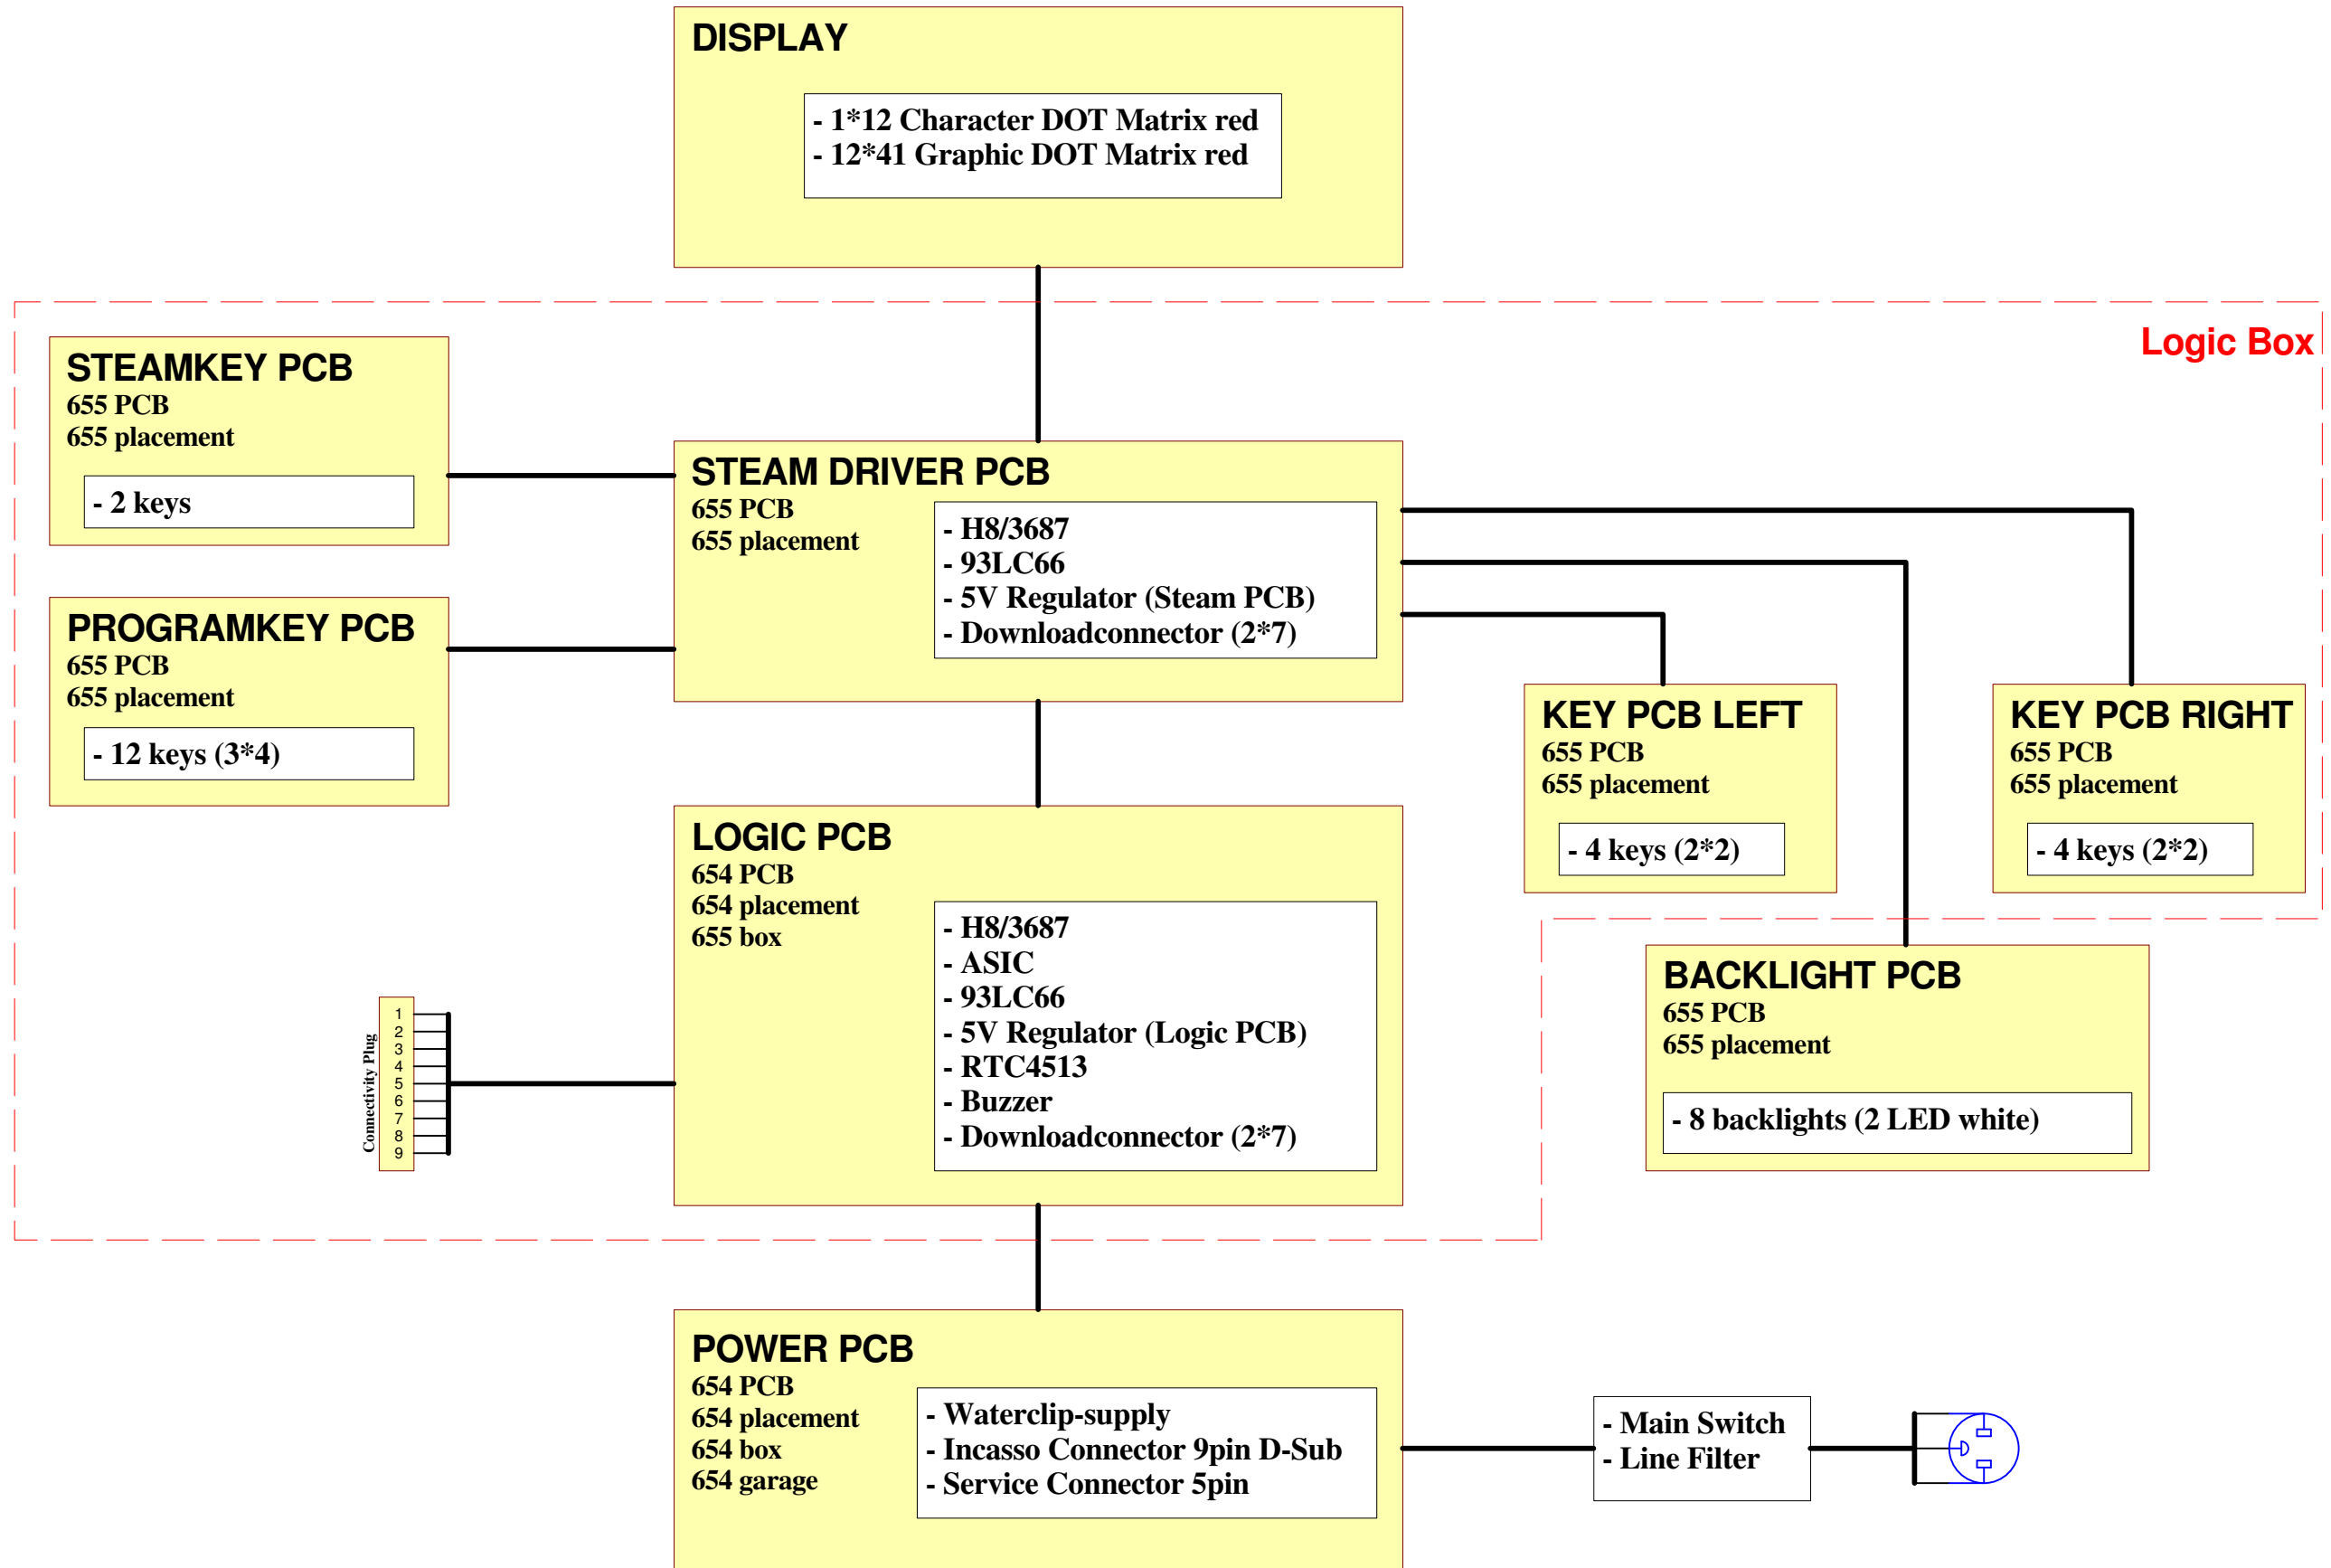 DISPLAY
- 1*12 Character DOT Matrix red
- 12*41 Graphic DOT Matrix red
Logic Box
STEAMKEY PCB
655 PCB
655 placement
- 2 keys
STEAM DRIVER PCB
655 PCB
655 placement
- H8/3687
- 93LC66
- 5V Regulator (Steam PCB)
- Downloadconnector (2*7)
PROGRAMKEY PCB
655 PCB
655 placement
- 12 keys (3*4)
KEY PCB LEFT
655 PCB
655 placement
- 4 keys (2*2)
KEY PCB RIGHT
655 PCB
655 placement
- 4 keys (2*2)
LOGIC PCB
654 PCB
654 placement
655 box
- H8/3687
- ASIC
- 93LC66
- 5V Regulator (Logic PCB)
- RTC4513
- Buzzer
- Downloadconnector (2*7)
Connectivity Plug
1
2
3
4
5
6
7
8
9
BACKLIGHT PCB
655 PCB
655 placement
- 8 backlights (2 LED white)
POWER PCB
654 PCB
654 placement
654 box
654 garage
- Waterclip-supply
- Incasso Connector 9pin D-Sub
- Service Connector 5pin
- Main Switch
- Line Filter